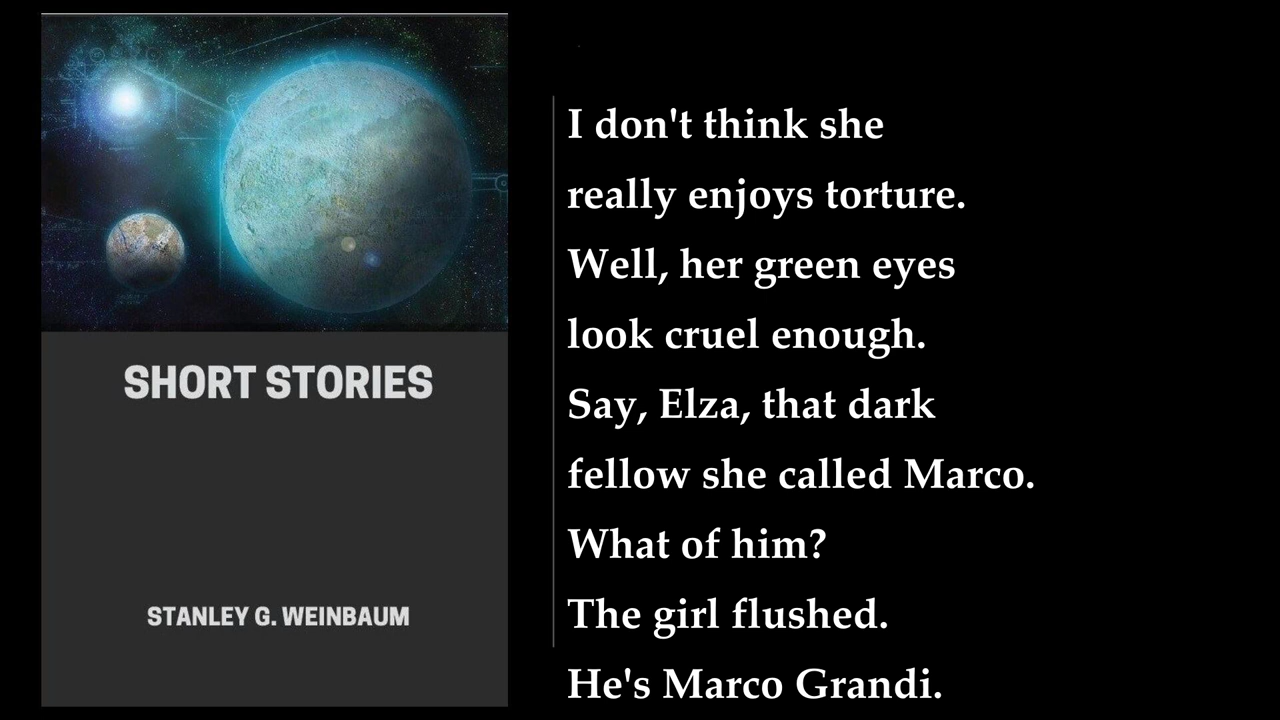 SHORT STORIES
STANLEY G. WEINBAUM
I don't think she
really enjoys torture.
Well, her green eyes
look cruel enough.
Say, Elza, that dark
fellow she called Marco.
What of him?
The girl flushed.
He's Marco Grandi.